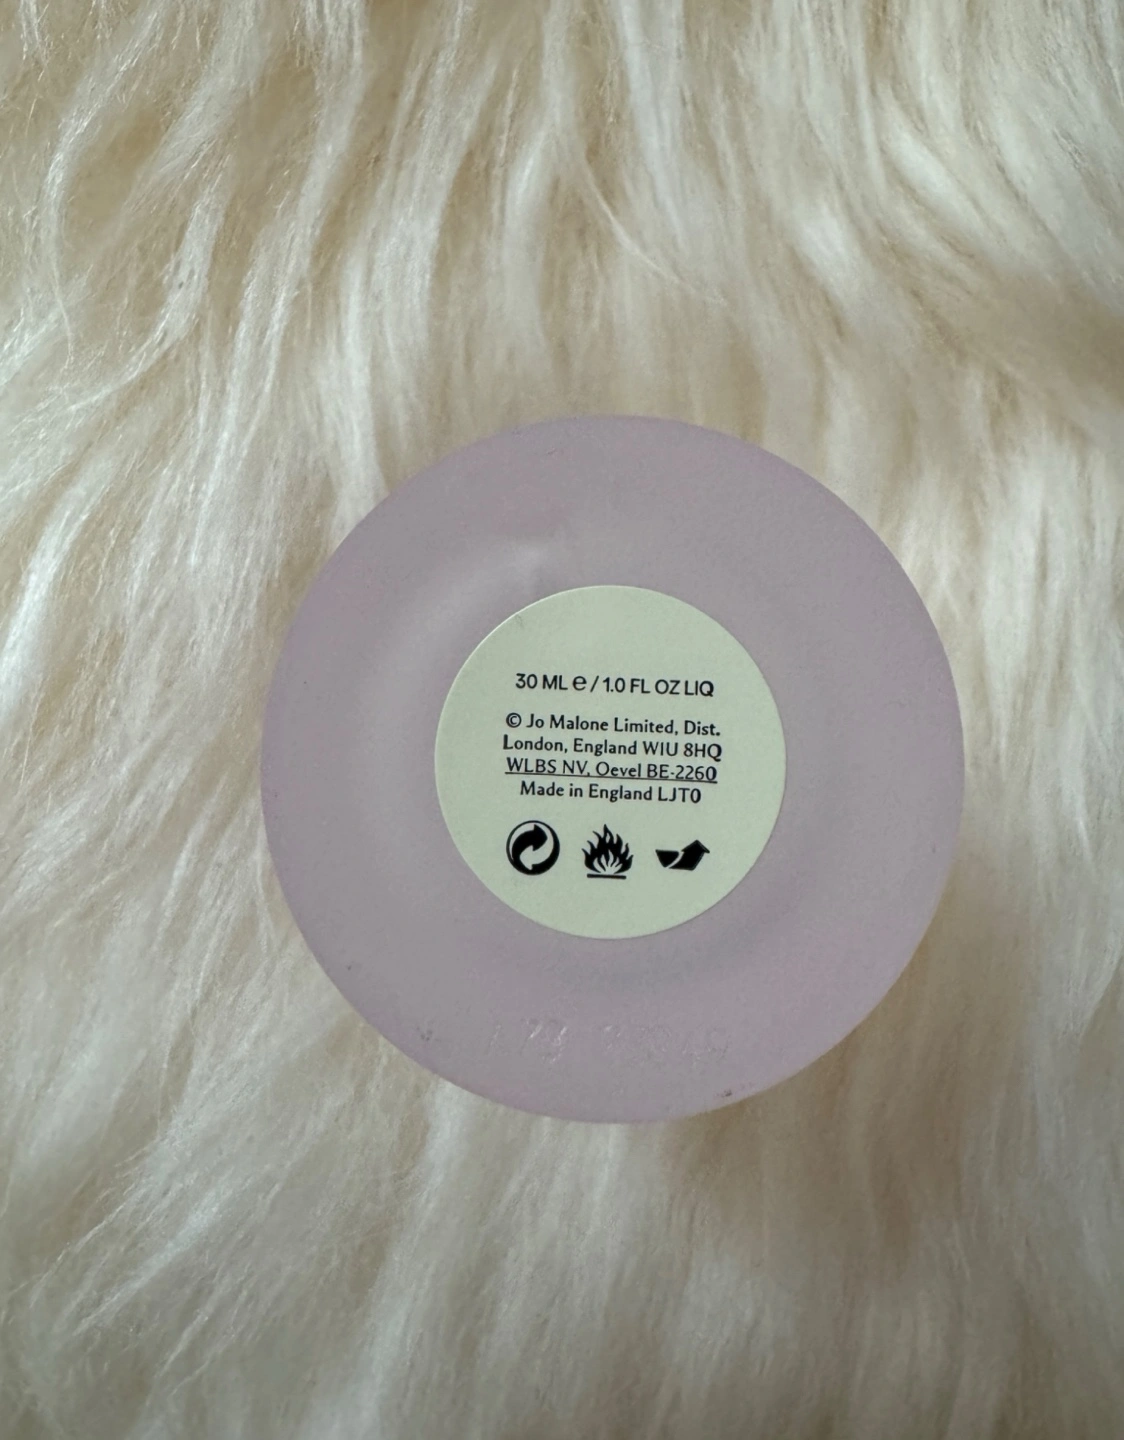 30 ML ℮ / 1.0 FL OZ LIQ
© Jo Malone Limited, Dist.
London, England WIU 8HQ
WLBS NV, Oevel BE-2260
Made in England LJT0